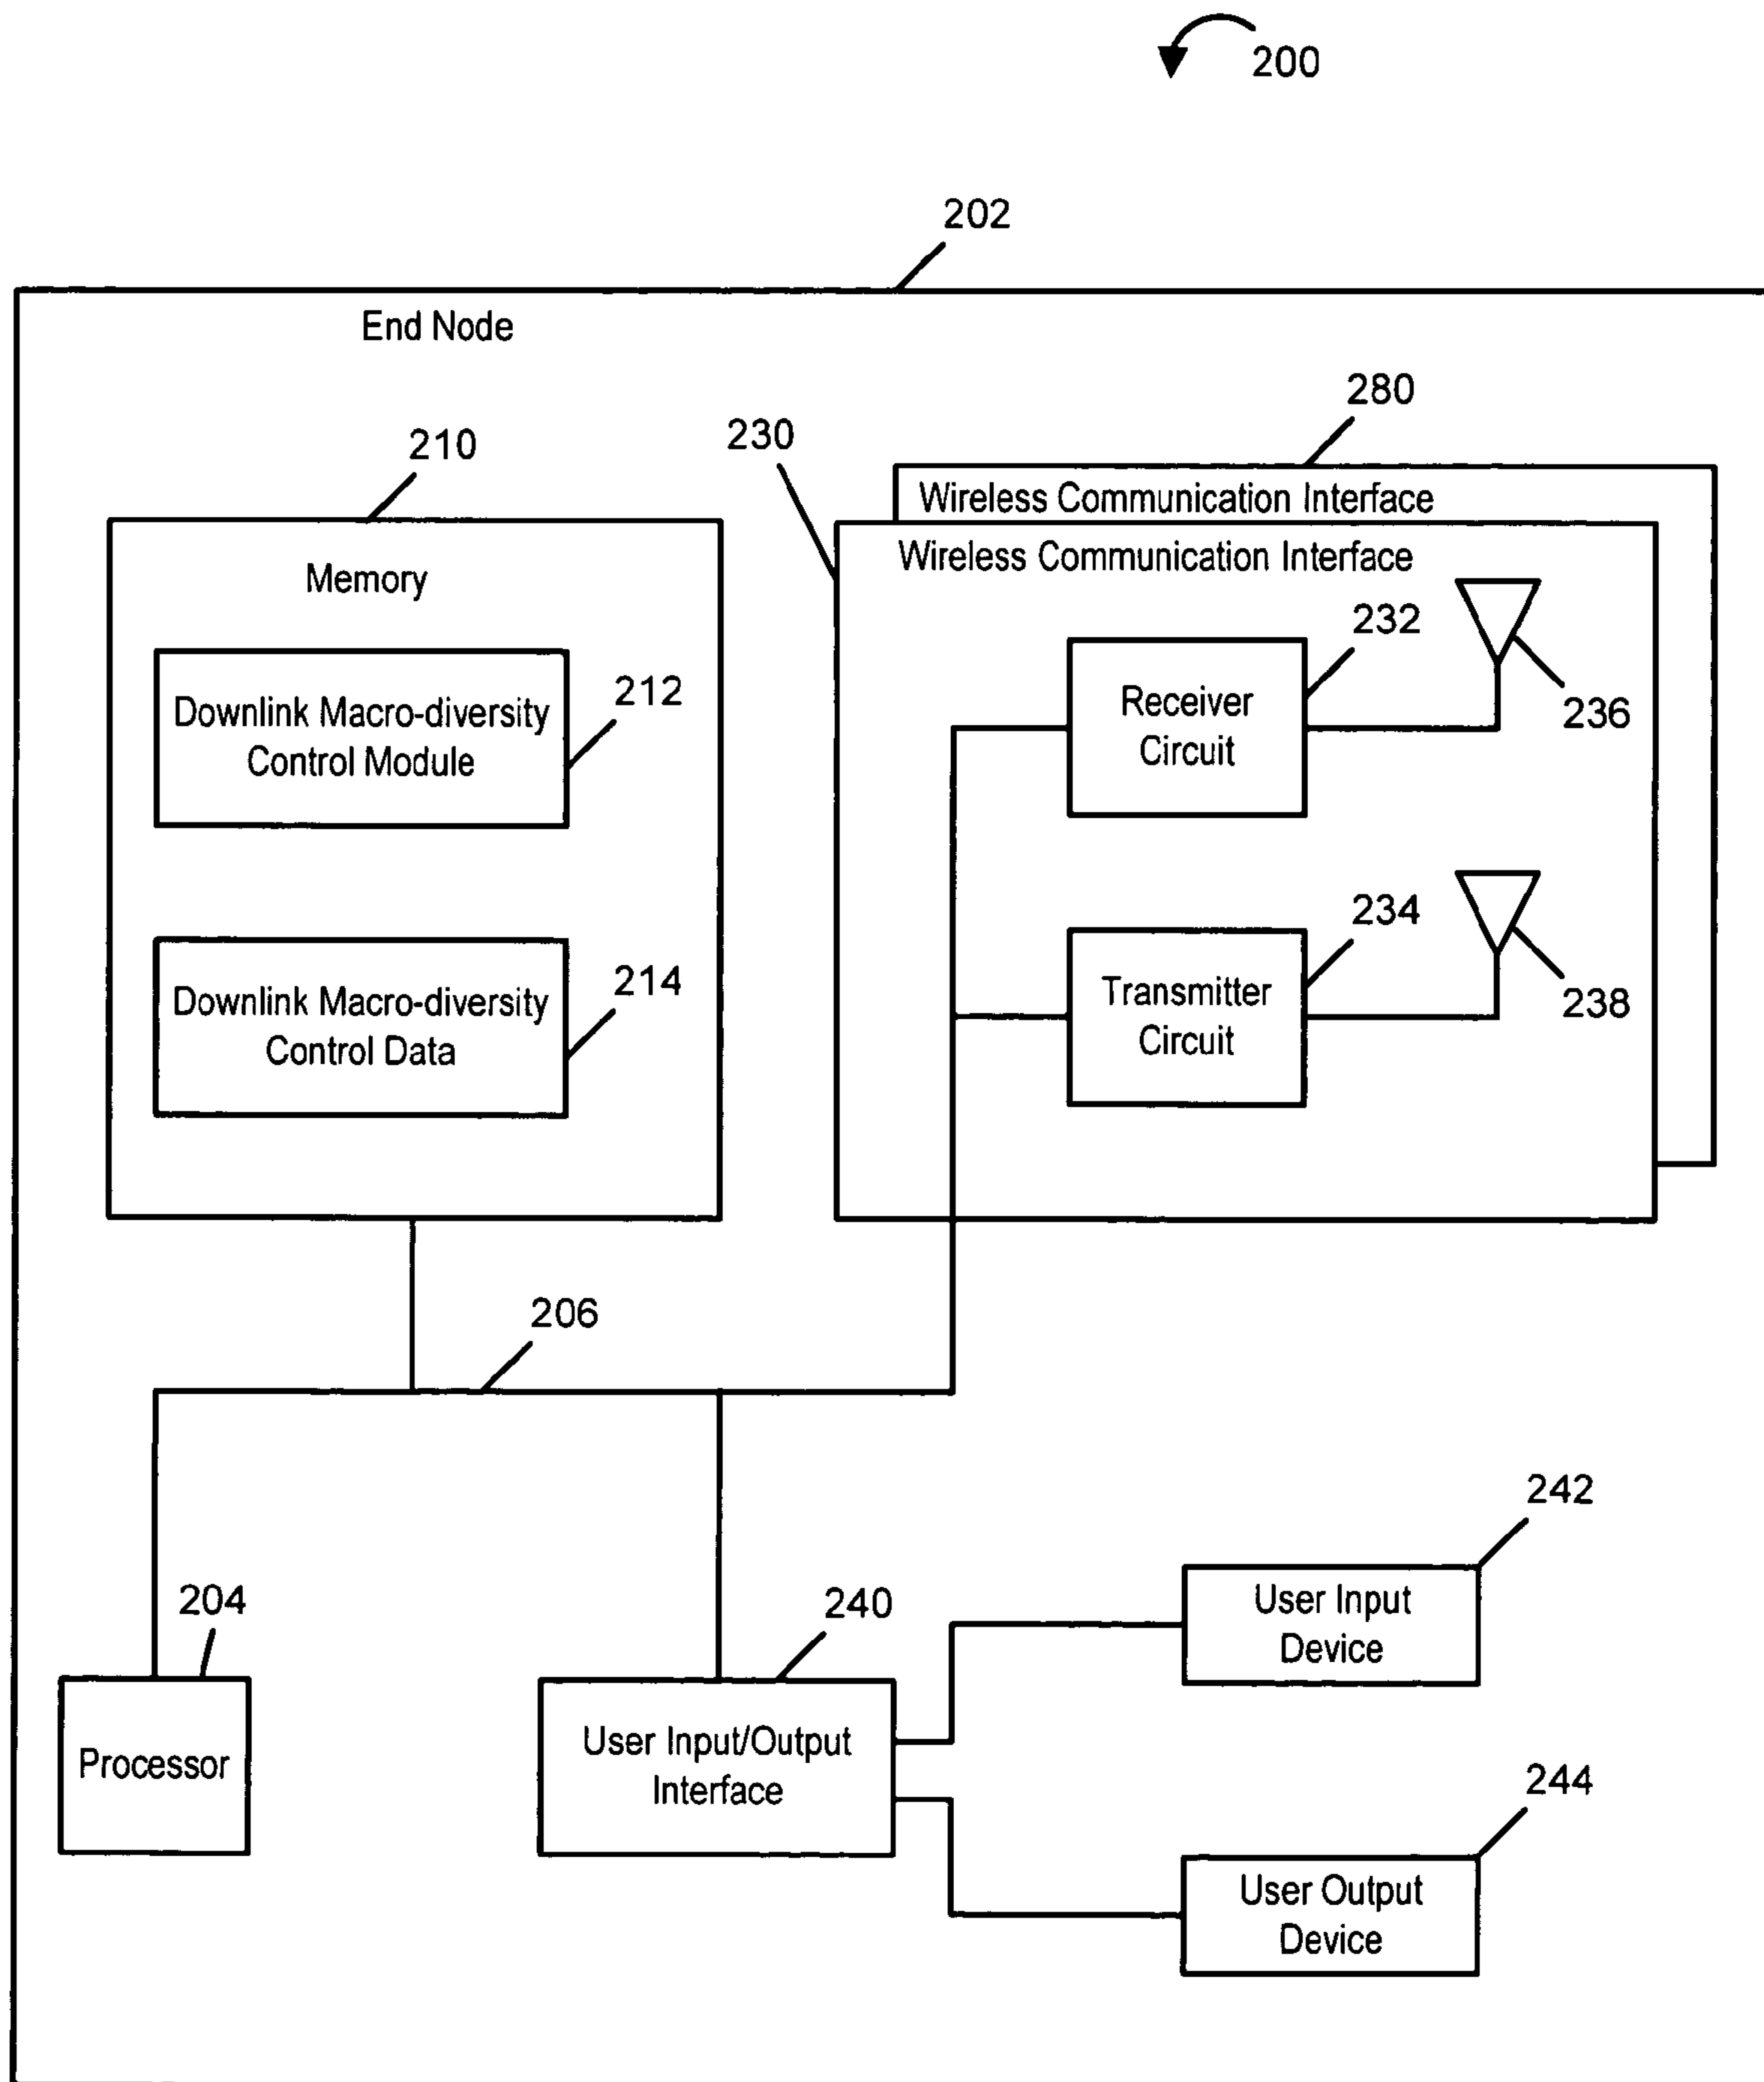 200
202
End Node
280
230
210
Wireless Communication Interface
Wireless Communication Interface
Memory
232
236
Receiver
Circuit
212
Downlink Macro-diversity
Control Module
234
238
Transmitter
Circuit
214
Downlink Macro-diversity
Control Data
206
242
User Input
Device
204
240
Processor
User Input/Output
Interface
244
User Output
Device